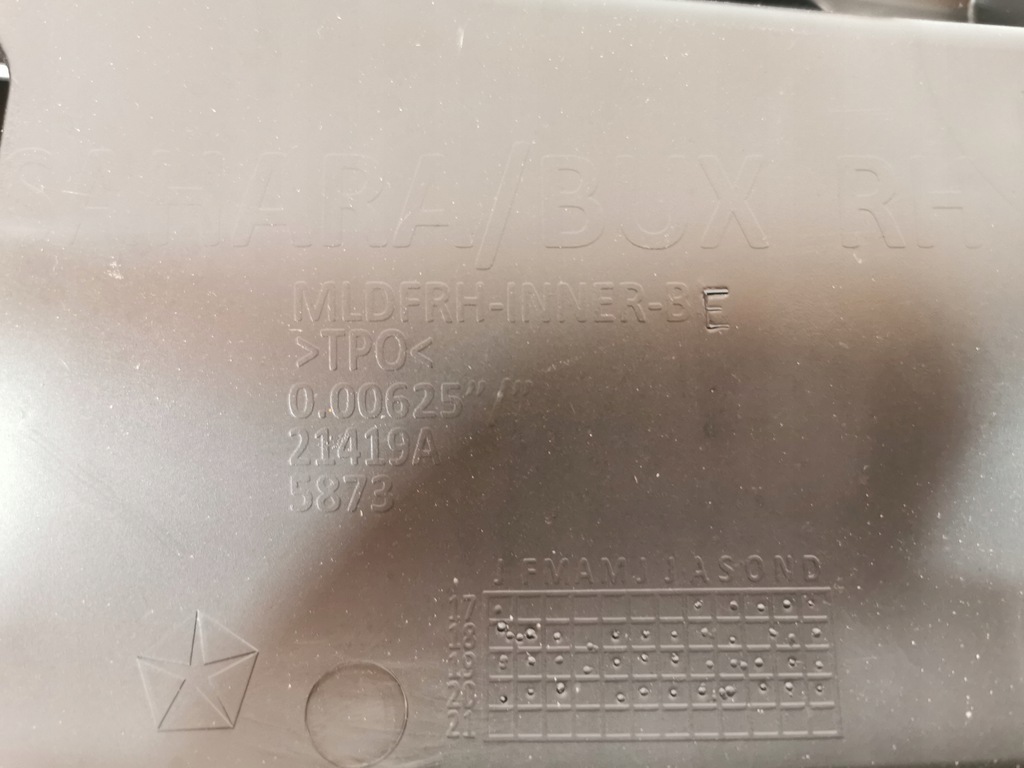 SAHARA/BUX RH
MLDFRH-INNER-BE
>TPO<
0.00625"/"
21419A
5873
J F M A M J J A S O N D
17
18
19
20
21